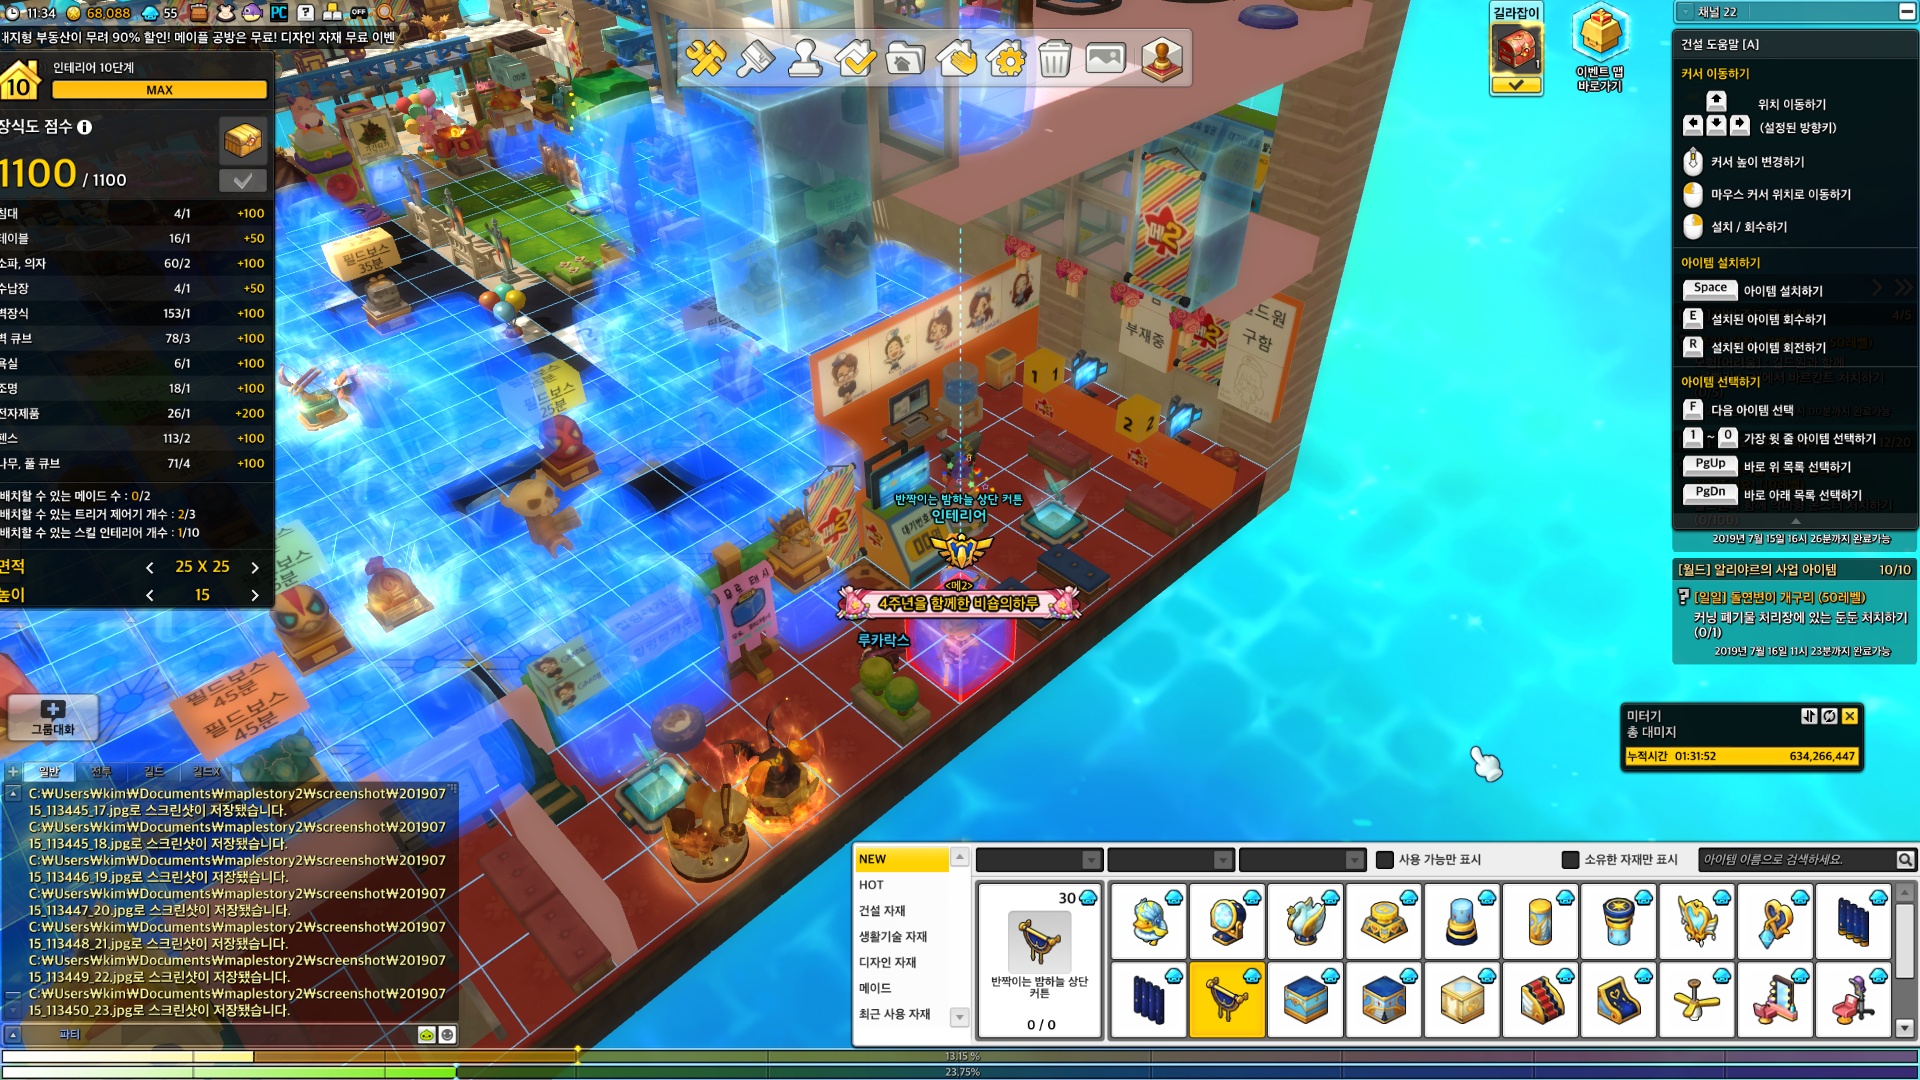 11:34 68,088 55 PC ? OFF
대지형 부동산이 무려 90% 할인! 메이플 공방은 무료! 디자인 자재 무료 이벤
10
인테리어 10단계
MAX
장식도 점수
1100 / 1100
침대 4/1 +100
테이블 16/1 +50
소파, 의자 60/2 +100
수납장 4/1 +50
벽장식 153/1 +100
벽 큐브 78/3 +100
욕실 6/1 +100
조명 18/1 +100
전자제품 26/1 +200
펜스 113/2 +100
나무, 풀 큐브 71/4 +100
배치할 수 있는 메이드 수 : 0/2
배치할 수 있는 트리거 제어기 개수 : 2/3
배치할 수 있는 스킬 인테리어 개수 : 1/10
면적 25 X 25
높이 15
길라잡이
1
이벤트 맵
바로가기
채널 22
건설 도움말 [A]
커서 이동하기
위치 이동하기
(설정된 방향키)
커서 높이 변경하기
마우스 커서 위치로 이동하기
설치 / 회수하기
아이템 설치하기
Space 아이템 설치하기
E 설치된 아이템 회수하기
R 설치된 아이템 회전하기
아이템 선택하기
F 다음 아이템 선택
1 ~ 0 가장 윗 줄 아이템 선택하기
PgUp 바로 위 목록 선택하기
PgDn 바로 아래 목록 선택하기
2019년 7월 15일 16시 26분까지 완료가능
[월드] 알리야르의 사업 아이템 10/10
[일일] 돌연변이 개구리 (50레벨)
커닝 폐기물 처리장에 있는 둔둔 처치하기
(0/1)
2019년 7월 16일 11시 23분까지 완료가능
필드보스
35분
필드보스
25분
메2
부재중
구함
1 1
2 2
반짝이는 밤하늘 상단 커튼
인테리어
대기번호
<메2>
4주년을 함께한 비숍의하루
루카락스
필드보스
45분
필드보스
45분
그룹대화
미터기
총 대미지
누적시간 01:31:52 634,266,447
일반 전투 길드 길드X
C:₩Users₩kim₩Documents₩maplestory2₩screenshot₩201907
15_113445_17.jpg로 스크린샷이 저장됐습니다.
C:₩Users₩kim₩Documents₩maplestory2₩screenshot₩201907
15_113445_18.jpg로 스크린샷이 저장됐습니다.
C:₩Users₩kim₩Documents₩maplestory2₩screenshot₩201907
15_113446_19.jpg로 스크린샷이 저장됐습니다.
C:₩Users₩kim₩Documents₩maplestory2₩screenshot₩201907
15_113447_20.jpg로 스크린샷이 저장됐습니다.
C:₩Users₩kim₩Documents₩maplestory2₩screenshot₩201907
15_113448_21.jpg로 스크린샷이 저장됐습니다.
C:₩Users₩kim₩Documents₩maplestory2₩screenshot₩201907
15_113449_22.jpg로 스크린샷이 저장됐습니다.
C:₩Users₩kim₩Documents₩maplestory2₩screenshot₩201907
15_113450_23.jpg로 스크린샷이 저장됐습니다.
파티
NEW
HOT
건설 자재
생활기술 자재
디자인 자재
메이드
최근 사용 자재
사용 가능만 표시
소유한 자재만 표시
아이템 이름으로 검색하세요.
30
반짝이는 밤하늘 상단
커튼
0 / 0
13.15 %
23.75%